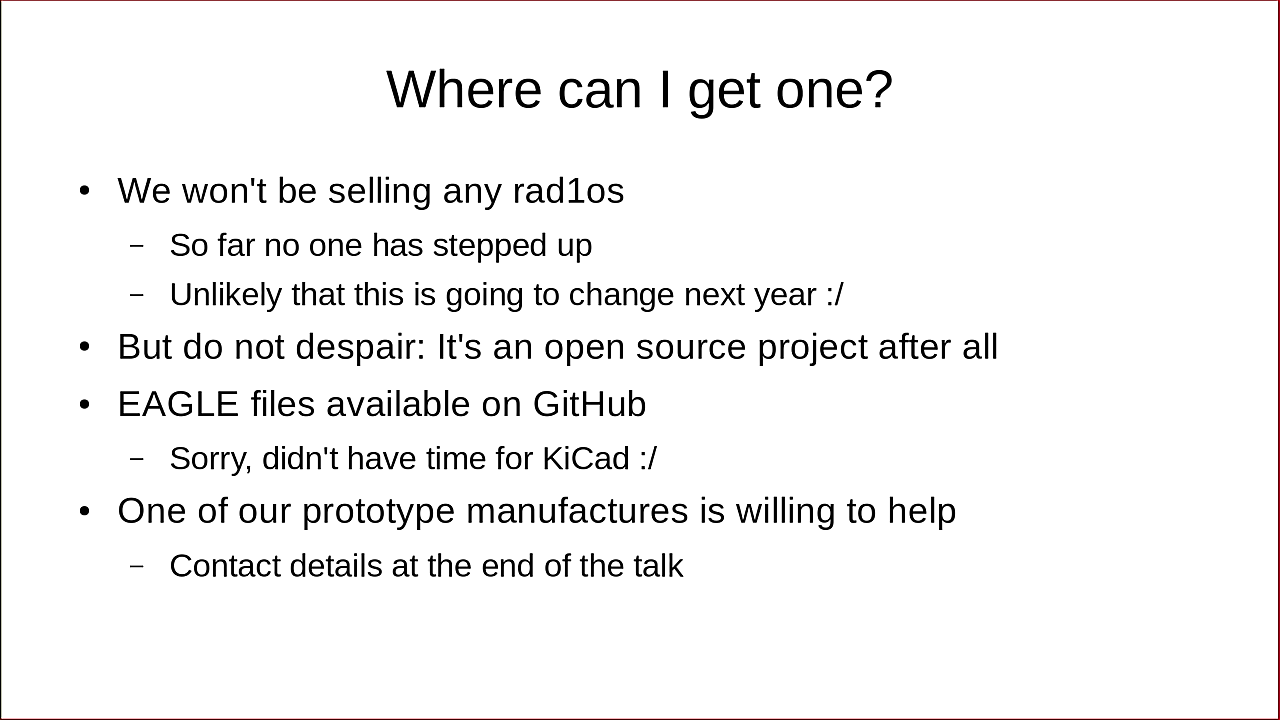 Where can I get one?
• We won't be selling any rad1os
– So far no one has stepped up
– Unlikely that this is going to change next year :/
• But do not despair: It's an open source project after all
• EAGLE files available on GitHub
– Sorry, didn't have time for KiCad :/
• One of our prototype manufactures is willing to help
– Contact details at the end of the talk